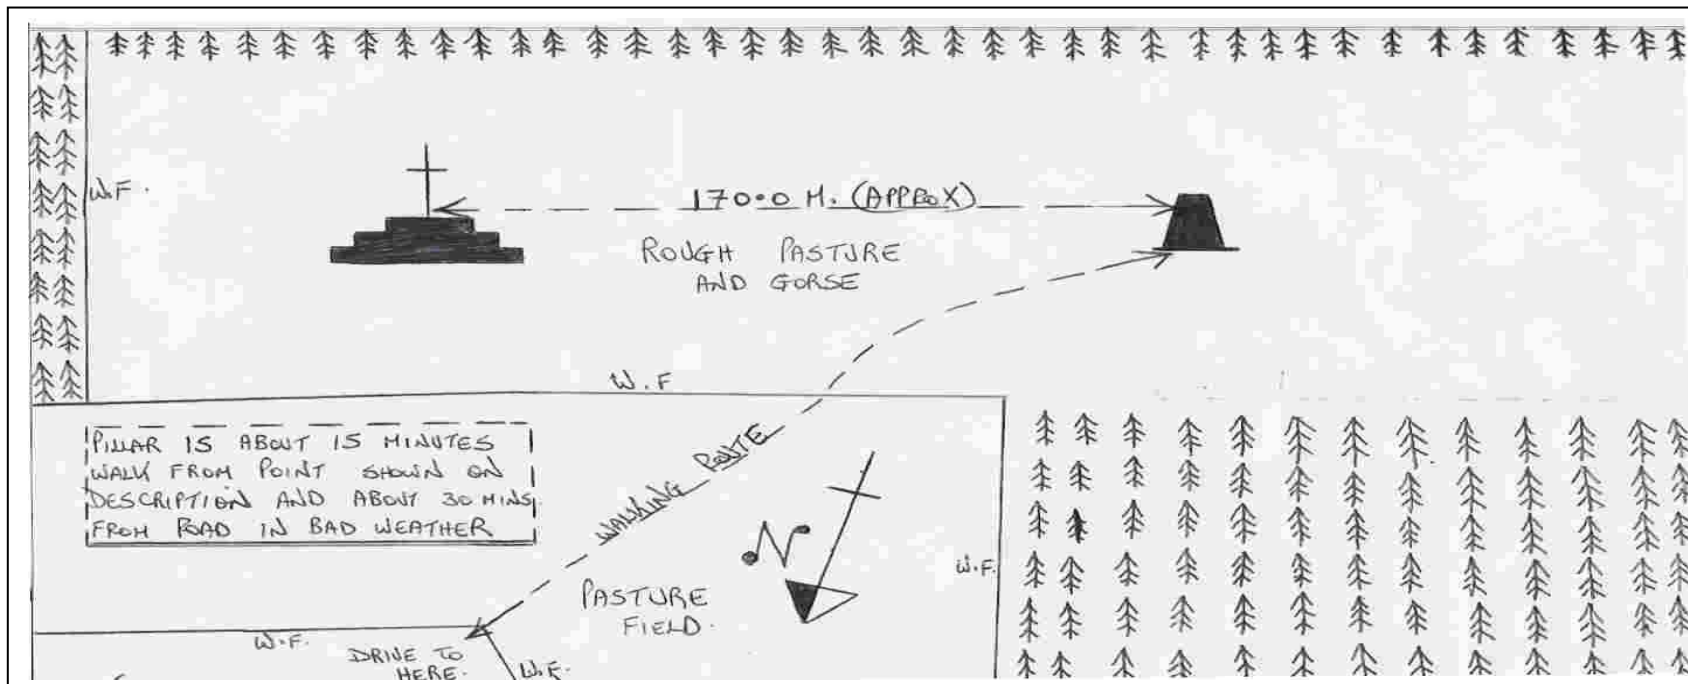 W.F.
170.0 M. (APPROX)
ROUGH PASTURE
AND GORSE
W.F
PILLAR IS ABOUT 15 MINUTES
WALK FROM POINT SHOWN ON
DESCRIPTION AND ABOUT 30 MINS.
FROM ROAD IN BAD WEATHER
WALKING ROUTE
N
W.F.
PASTURE
FIELD.
W.F.
DRIVE TO
HERE.
W.F.